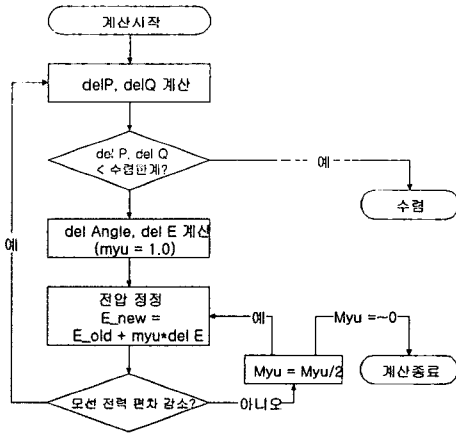 계산시작
delP, delQ 계산
del P, del Q
< 수렴한계?
예
수렴
예
del Angle, del E 계산
(myu = 1.0)
전압 정정
E_new =
E_old + myu*del E
예
Myu =~0
Myu = Myu/2
계산종료
모선 전력 편차 감소?
아니오